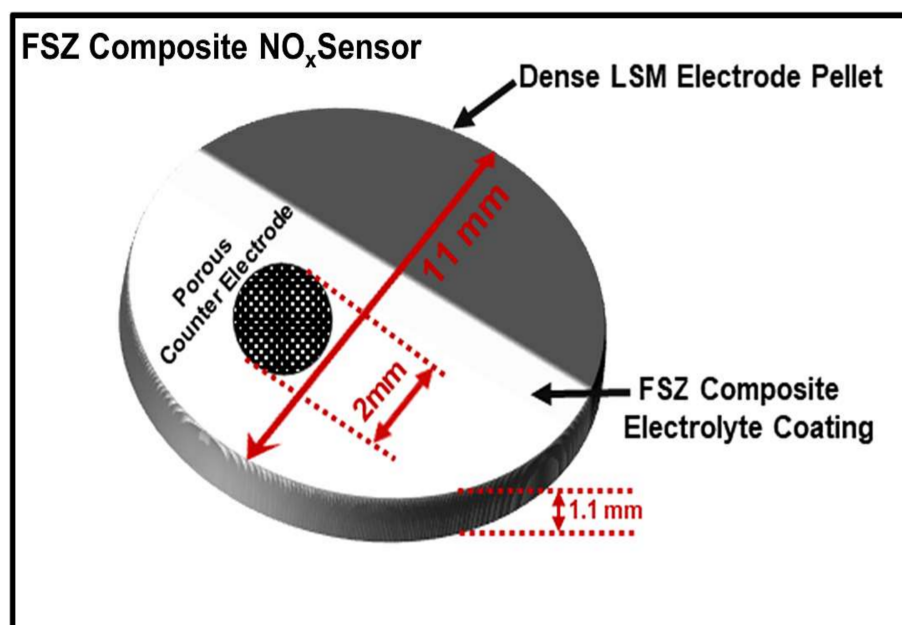 FSZ Composite NOxSensor
Dense LSM Electrode Pellet
11 mm
Porous
Counter Electrode
2mm
FSZ Composite
Electrolyte Coating
1.1 mm